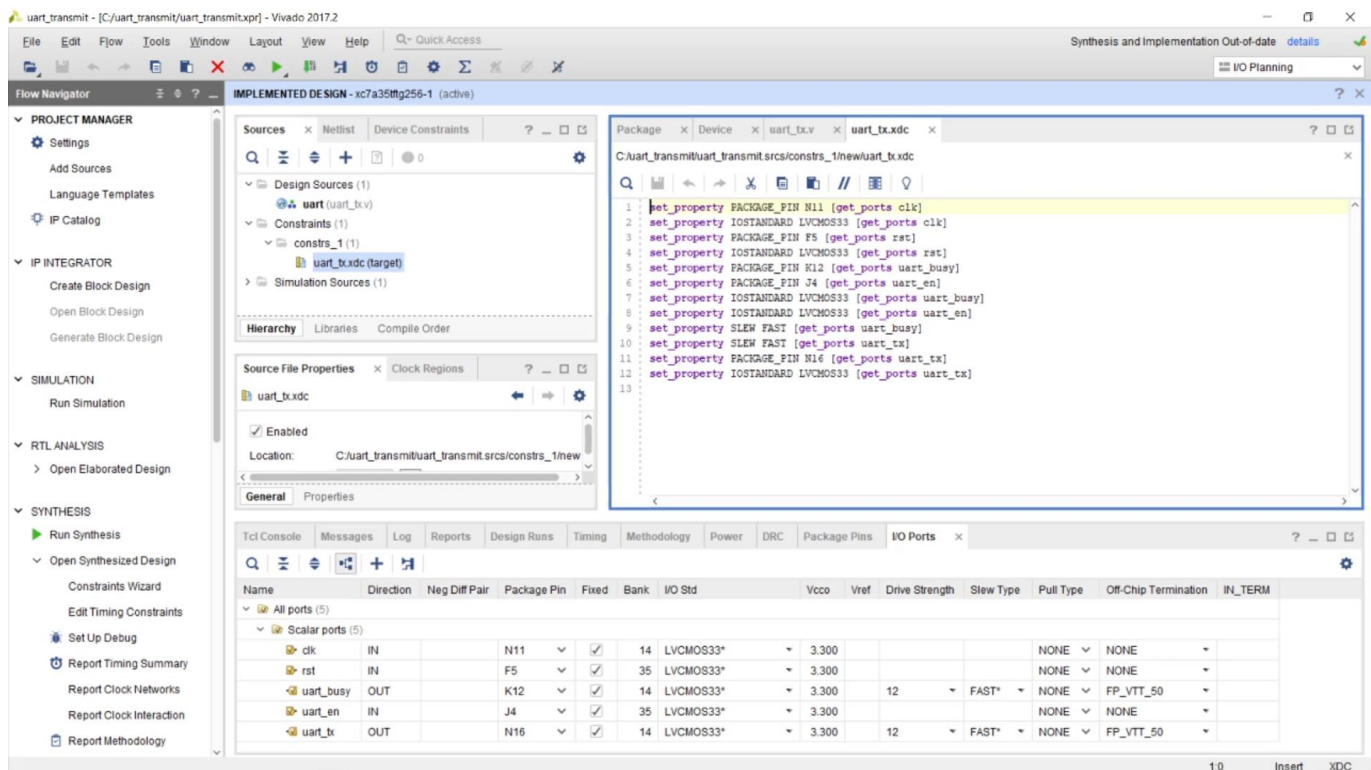 uart_transmit - [C:/uart_transmit/uart_transmit.xpr] - Vivado 2017.2
File Edit Flow Tools Window Layout View Help Quick Access
Synthesis and Implementation Out-of-date details
I/O Planning
Flow Navigator
IMPLEMENTED DESIGN - xc7a35tftg256-1 (active)
PROJECT MANAGER
Settings
Add Sources
Language Templates
IP Catalog
IP INTEGRATOR
Create Block Design
Open Block Design
Generate Block Design
SIMULATION
Run Simulation
RTL ANALYSIS
Open Elaborated Design
SYNTHESIS
Run Synthesis
Open Synthesized Design
Constraints Wizard
Edit Timing Constraints
Set Up Debug
Report Timing Summary
Report Clock Networks
Report Clock Interaction
Report Methodology
Sources Netlist Device Constraints
0
Design Sources (1)
uart (uart_tx.v)
Constraints (1)
constrs_1 (1)
uart_tx.xdc (target)
Simulation Sources (1)
Hierarchy Libraries Compile Order
Source File Properties Clock Regions
uart_tx.xdc
Enabled
Location: C:/uart_transmit/uart_transmit.srcs/constrs_1/new
General Properties
Package Device uart_tx.v uart_tx.xdc
C:/uart_transmit/uart_transmit.srcs/constrs_1/new/uart_tx.xdc
1 set_property PACKAGE_PIN N11 [get_ports clk]
2 set_property IOSTANDARD LVCMOS33 [get_ports clk]
3 set_property PACKAGE_PIN F5 [get_ports rst]
4 set_property IOSTANDARD LVCMOS33 [get_ports rst]
5 set_property PACKAGE_PIN K12 [get_ports uart_busy]
6 set_property PACKAGE_PIN J4 [get_ports uart_en]
7 set_property IOSTANDARD LVCMOS33 [get_ports uart_busy]
8 set_property IOSTANDARD LVCMOS33 [get_ports uart_en]
9 set_property SLEW FAST [get_ports uart_busy]
10 set_property SLEW FAST [get_ports uart_tx]
11 set_property PACKAGE_PIN N16 [get_ports uart_tx]
12 set_property IOSTANDARD LVCMOS33 [get_ports uart_tx]
13
Tcl Console Messages Log Reports Design Runs Timing Methodology Power DRC Package Pins I/O Ports
Name Direction Neg Diff Pair Package Pin Fixed Bank I/O Std Vcco Vref Drive Strength Slew Type Pull Type Off-Chip Termination IN_TERM
All ports (5)
Scalar ports (5)
clk IN N11 14 LVCMOS33* 3.300 NONE NONE
rst IN F5 35 LVCMOS33* 3.300 NONE NONE
uart_busy OUT K12 14 LVCMOS33* 3.300 12 FAST* NONE FP_VTT_50
uart_en IN J4 35 LVCMOS33* 3.300 NONE NONE
uart_tx OUT N16 14 LVCMOS33* 3.300 12 FAST* NONE FP_VTT_50
1:0 Insert XDC